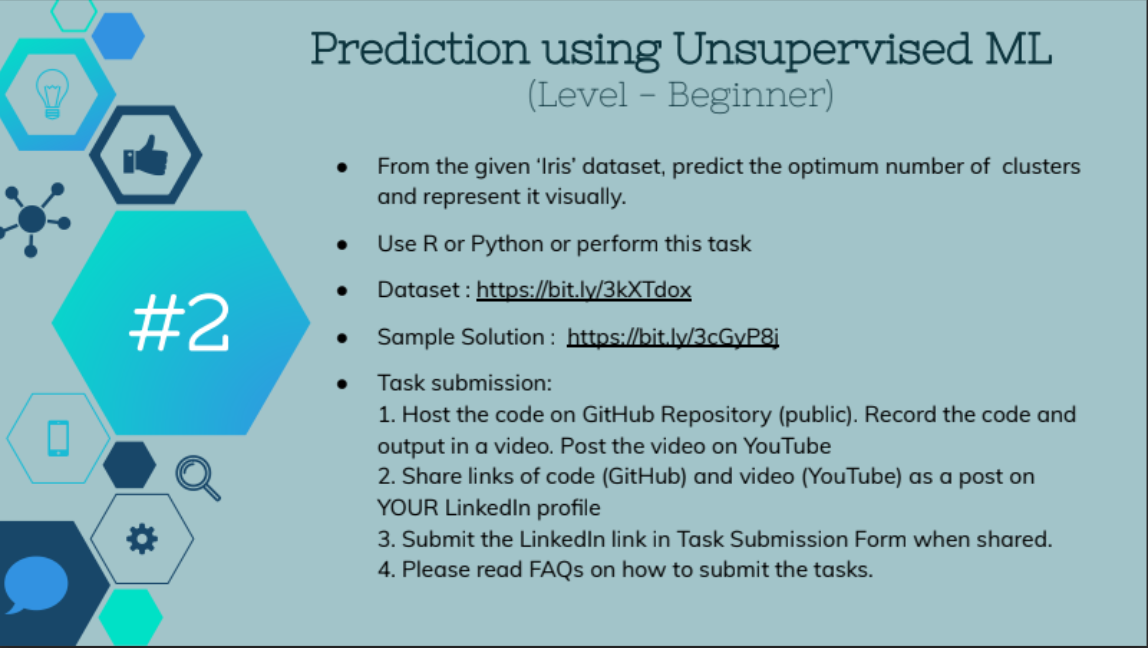 Prediction using Unsupervised ML
(Level – Beginner)
● From the given ‘Iris’ dataset, predict the optimum number of clusters
and represent it visually.
● Use R or Python or perform this task
● Dataset : https://bit.ly/3kXTdox
● Sample Solution : https://bit.ly/3cGyP8j
● Task submission:
1. Host the code on GitHub Repository (public). Record the code and
output in a video. Post the video on YouTube
2. Share links of code (GitHub) and video (YouTube) as a post on
YOUR LinkedIn profile
3. Submit the LinkedIn link in Task Submission Form when shared.
4. Please read FAQs on how to submit the tasks.
#2